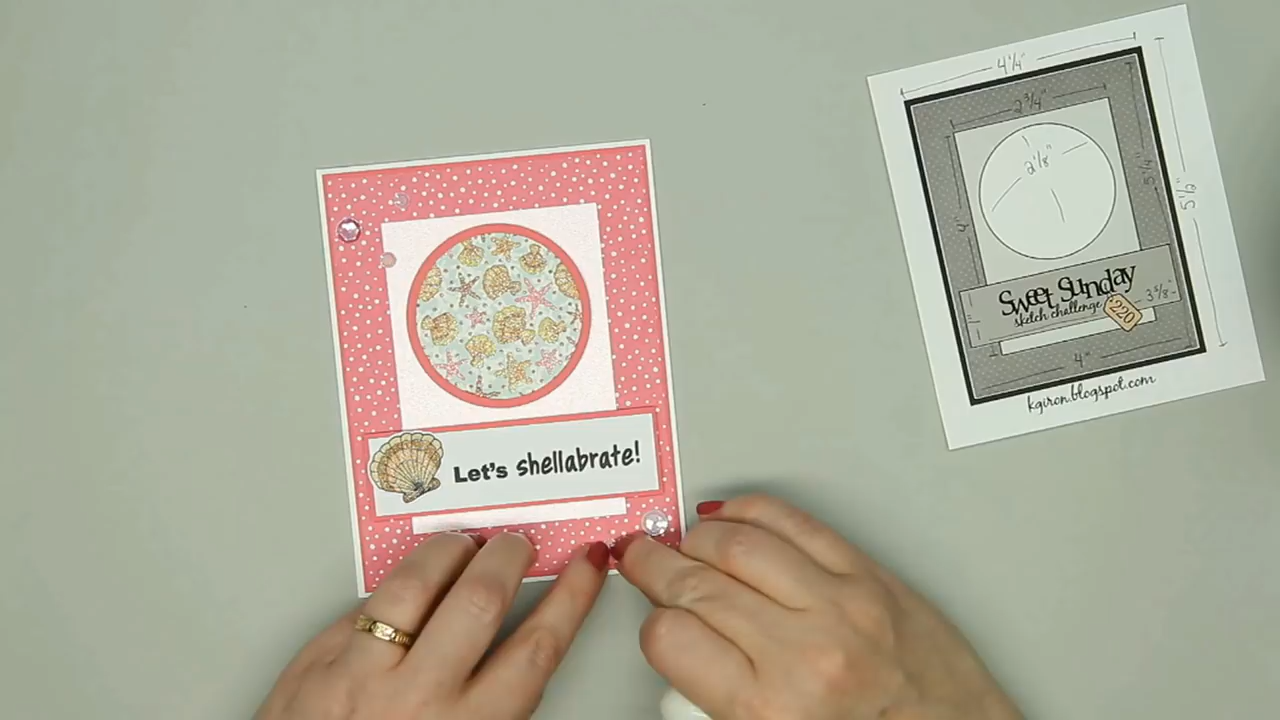 Let's shellabrate!
4 1/4"
2 3/4"
2 1/8"
5 1/4"
5 1/2"
4"
Sweet Sunday
sketch challenge
220
3 5/8"
4"
kgiron.blogspot.com